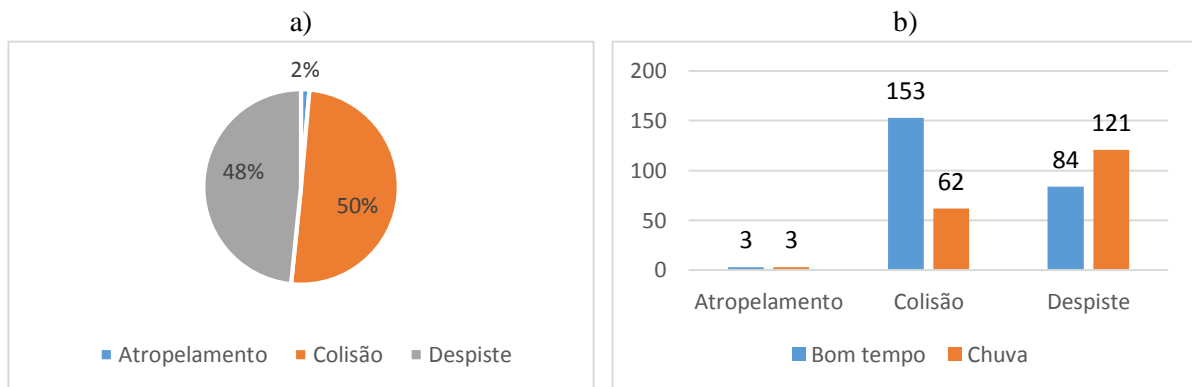 a)
2%
48%
50%
Atropelamento Colisão Despiste
b)
200
150
100
50
0
153
121
84
62
3 3
Atropelamento Colisão Despiste
Bom tempo Chuva